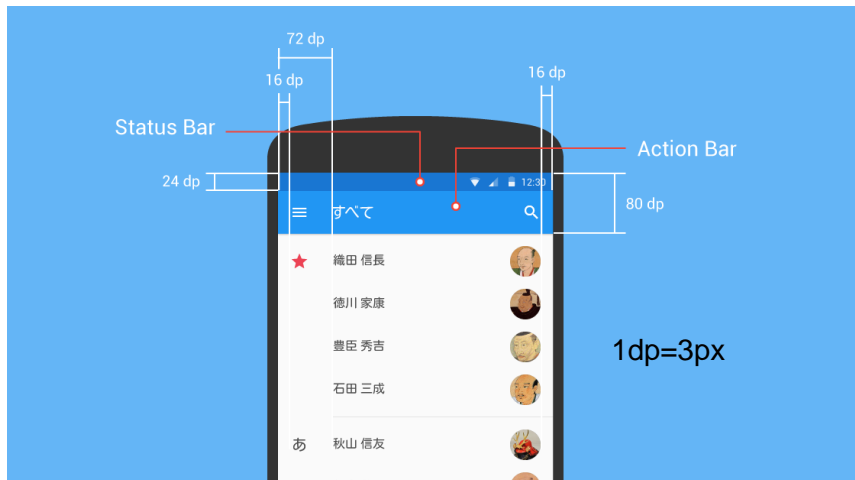 72 dp
16 dp
16 dp
Status Bar
Action Bar
24 dp
12:30
80 dp
すべて
織田 信長
徳川 家康
豊臣 秀吉
1dp=3px
石田 三成
あ
秋山 信友